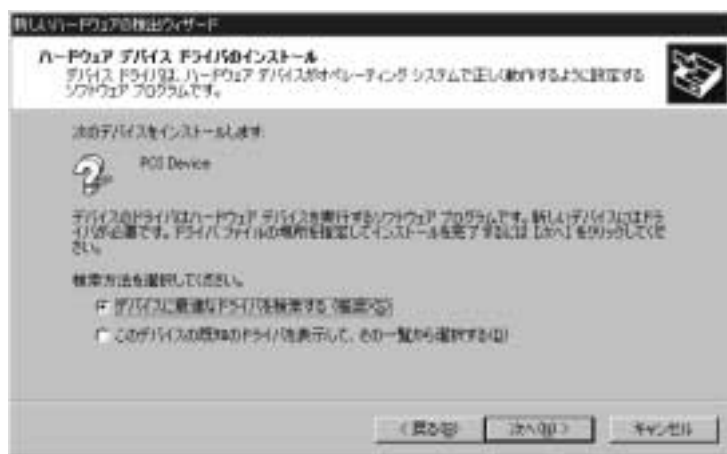 新しいハードウェアの検出ウィザード
ハードウェア デバイス ドライバのインストール
デバイス ドライバは、ハードウェア デバイスがオペレーティング システムで正しく動作するように設定する
ソフトウェア プログラムです。
次のデバイスをインストールします:
PCI Device
デバイスのドライバはハードウェア デバイスを実行するソフトウェア プログラムです。新しいデバイスにはドラ
イバが必要です。ドライバ ファイルの場所を指定してインストールを完了するには [次へ] をクリックしてくだ
さい。
検索方法を選択してください。
デバイスに最適なドライバを検索する (推奨)(S)
このデバイスの既知のドライバを表示して、その一覧から選択する(D)
< 戻る(B)
次へ(N) >
キャンセル